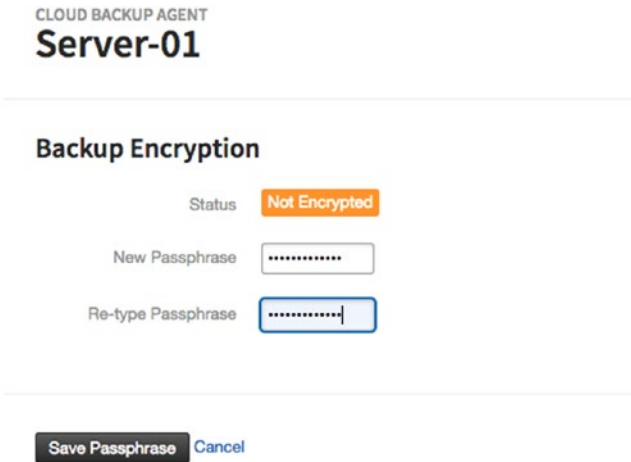 CLOUD BACKUP AGENT
Server-01
Backup Encryption
Status Not Encrypted
New Passphrase •••••••••••••
Re-type Passphrase •••••••••••••
Save Passphrase Cancel